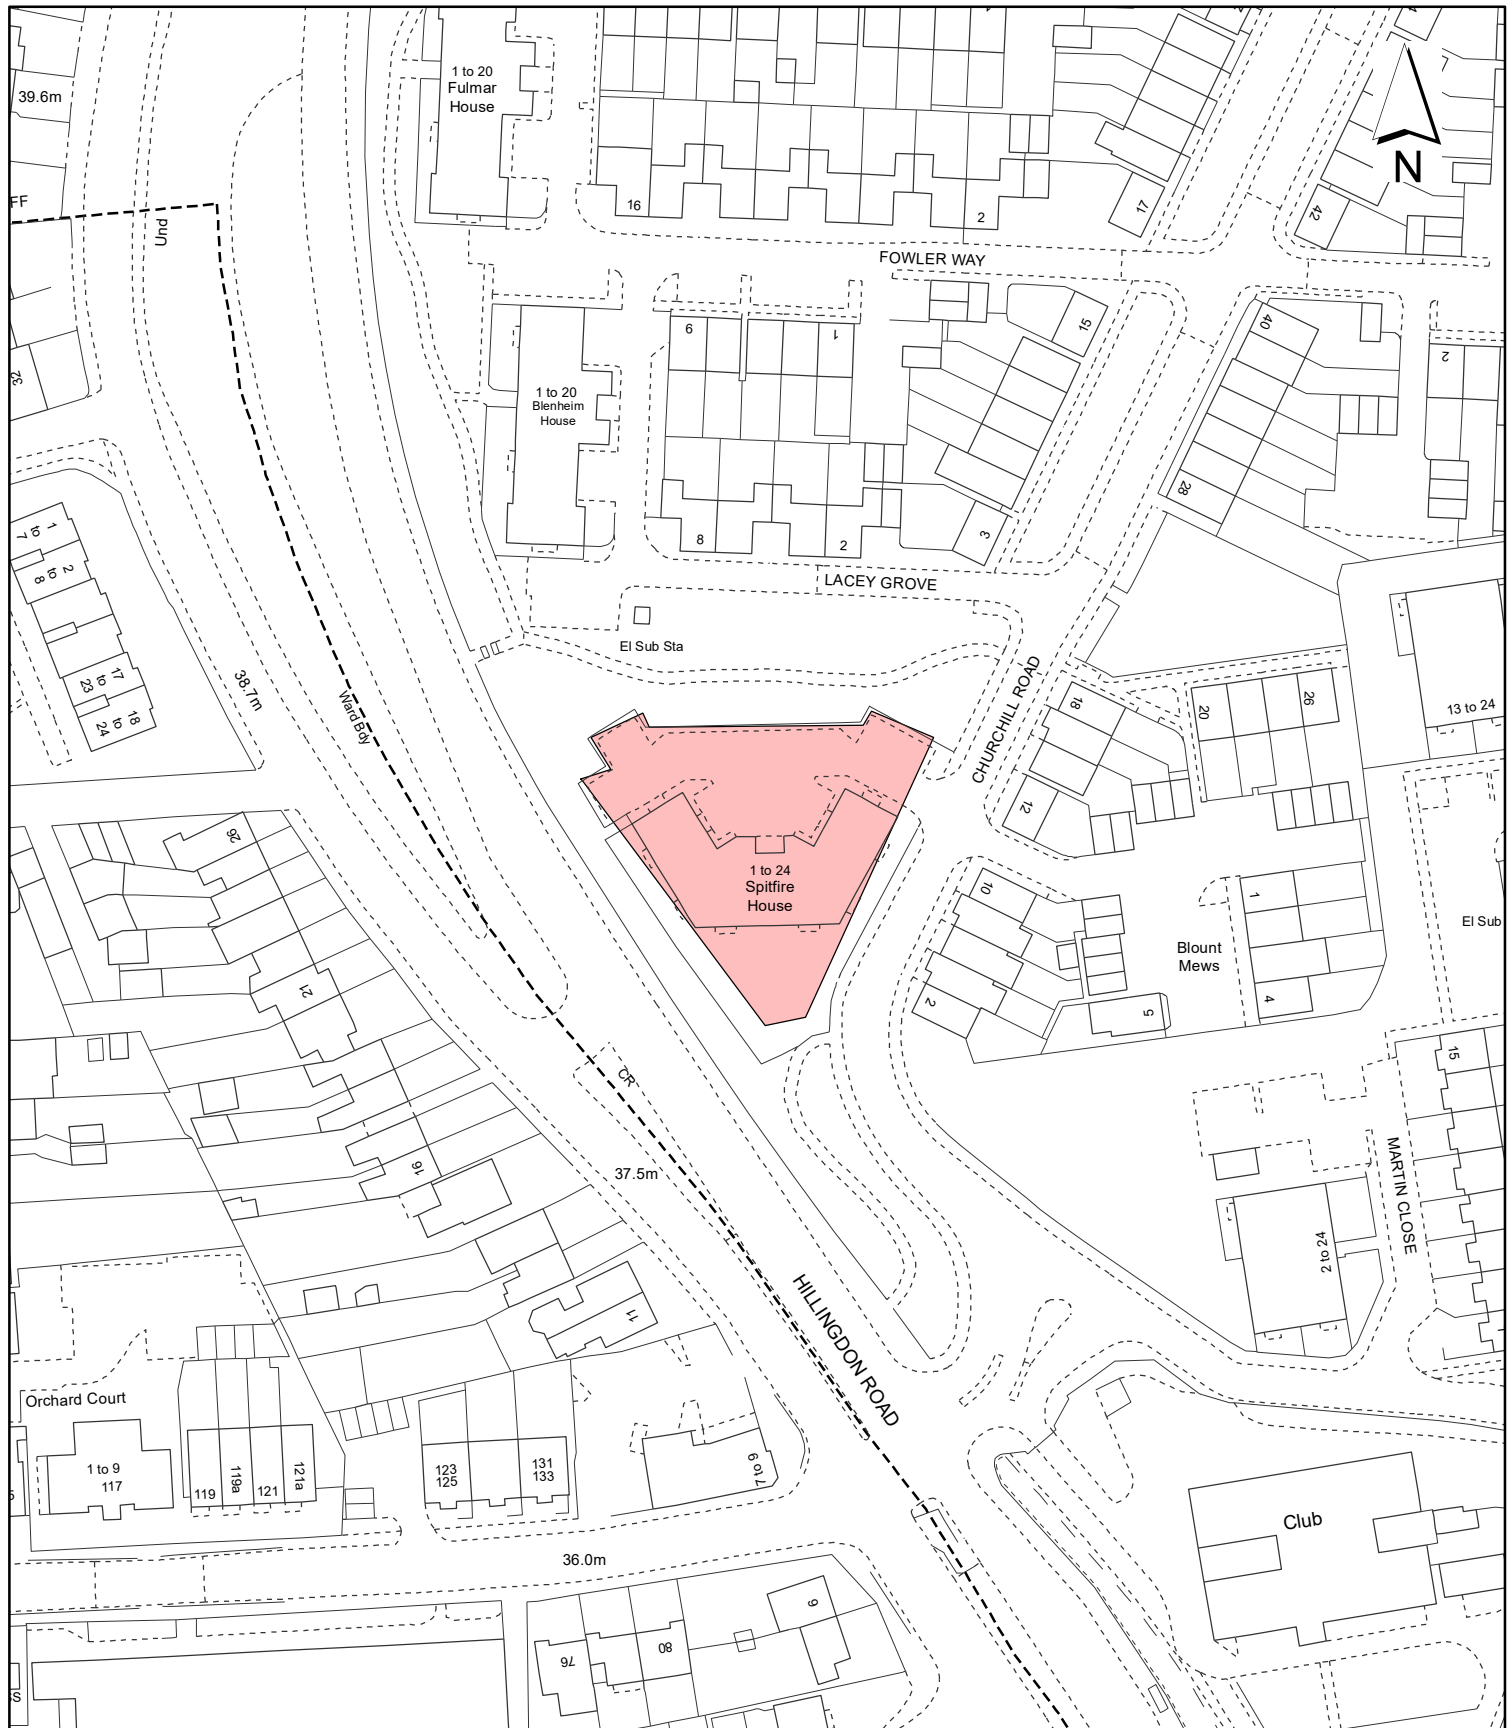 39.6m
1 to 20
Fulmar
House
N
FF
Und
16
2
17
42
FOWLER WAY
9
1
15
40
2
32
1 to 20
Blenheim
House
28
8
2
3
LACEY GROVE
1 to 7
2 to 8
El Sub Sta
17 to 23
18 to 24
38.7m
Ward Bdy
CHURCHILL ROAD
18
20
26
13 to 24
12
26
1 to 24
Spitfire
House
10
1
El Sub
Blount
Mews
21
2
5
4
CR
15
16
37.5m
MARTIN CLOSE
2 to 24
11
HILLINGDON ROAD
Orchard Court
1 to 9
117
119
119a
121
121a
123
125
131
133
7 to 9
Club
36.0m
76
80
9